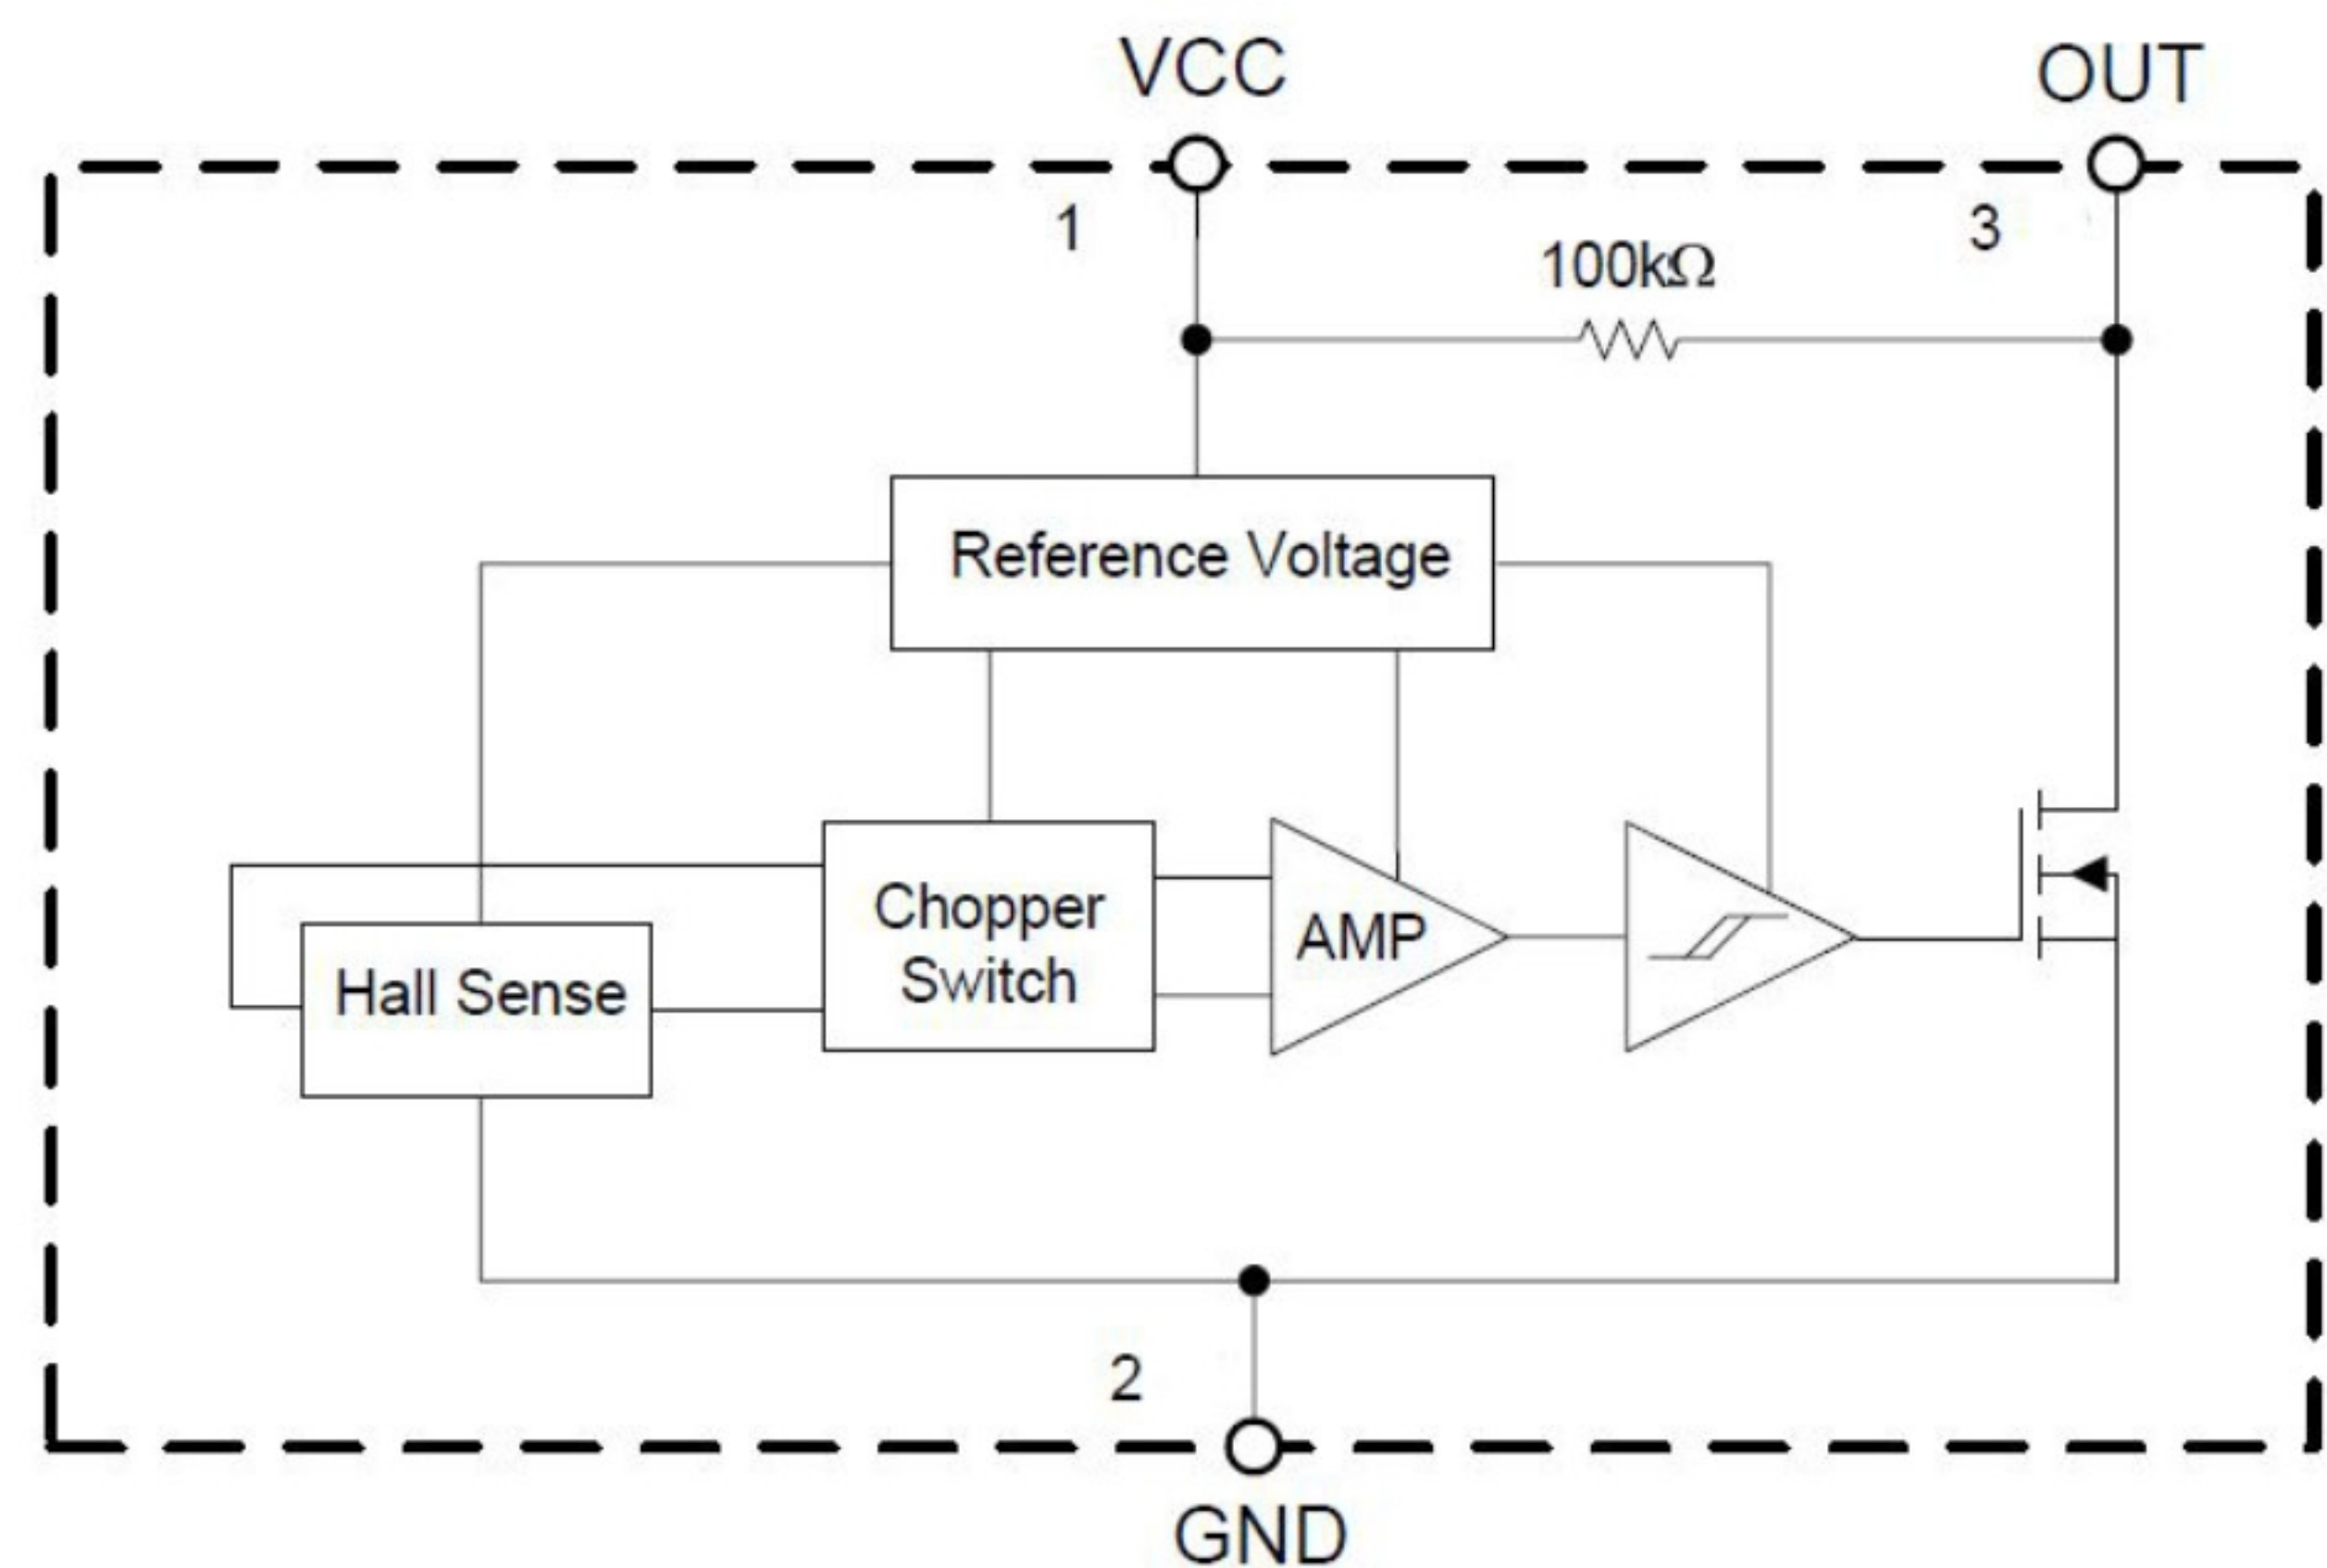 VCC
OUT
1
3
100kΩ
Reference Voltage
Chopper
Switch
AMP
Hall Sense
2
GND